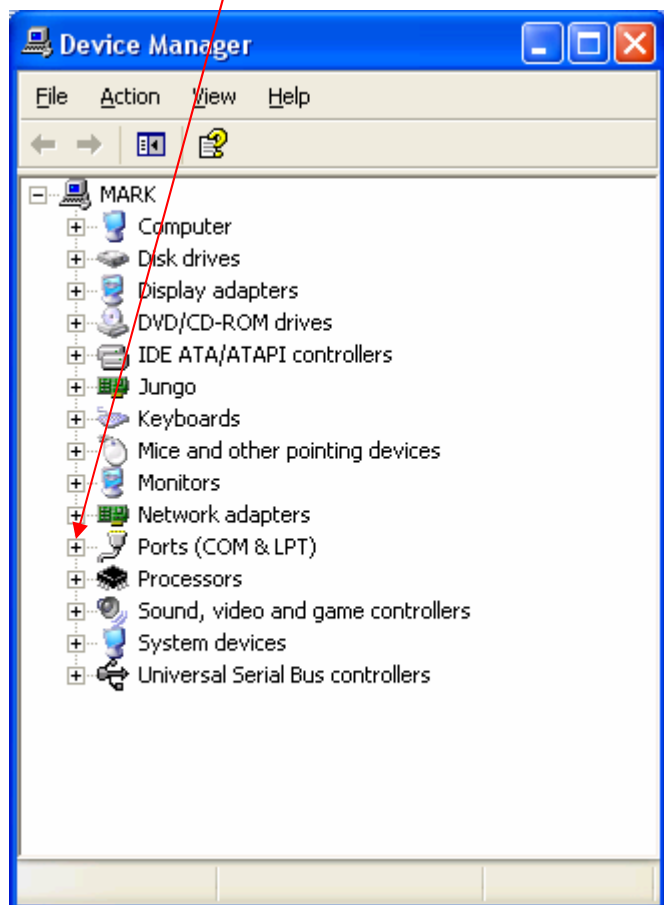 Device Manager
File Action View Help
MARK
Computer
Disk drives
Display adapters
DVD/CD-ROM drives
IDE ATA/ATAPI controllers
Jungo
Keyboards
Mice and other pointing devices
Monitors
Network adapters
Ports (COM & LPT)
Processors
Sound, video and game controllers
System devices
Universal Serial Bus controllers